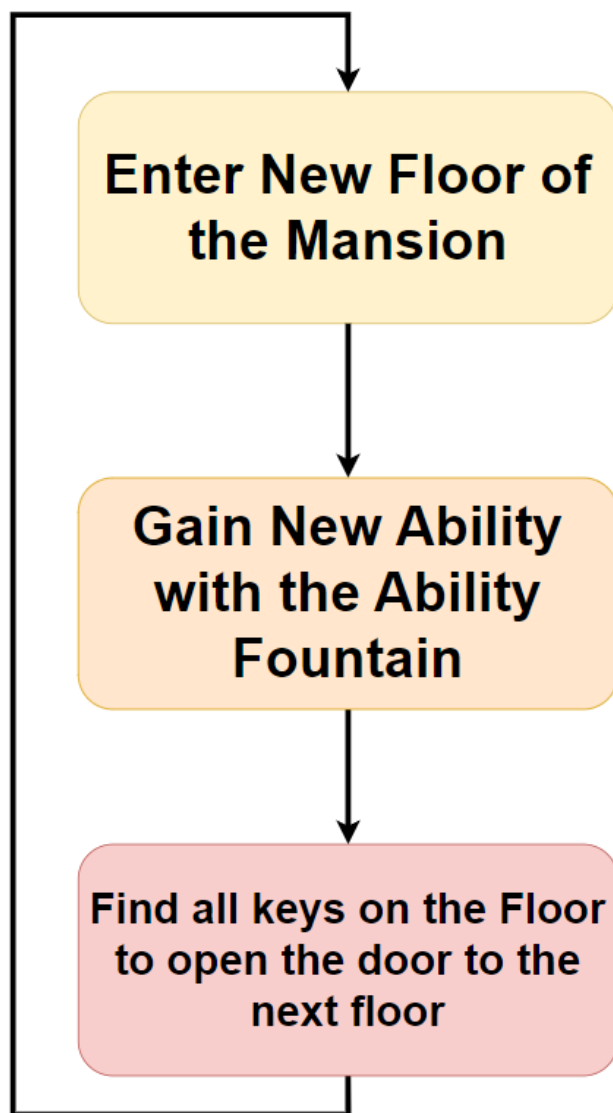 Enter New Floor of
the Mansion
Gain New Ability
with the Ability
Fountain
Find all keys on the Floor
to open the door to the
next floor